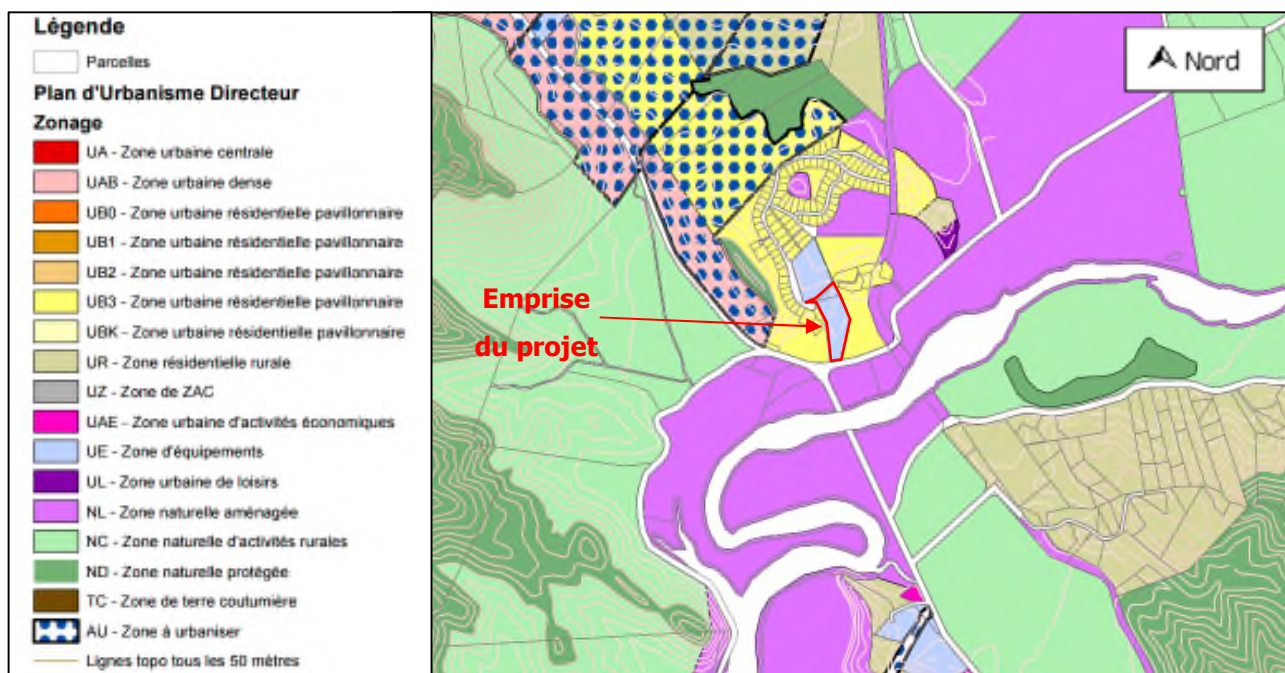 Légende
Parcelles
Plan d'Urbanisme Directeur
Zonage
UA - Zone urbaine centrale
UAB - Zone urbaine dense
UB0 - Zone urbaine résidentielle pavillonnaire
UB1 - Zone urbaine résidentielle pavillonnaire
UB2 - Zone urbaine résidentielle pavillonnaire
UB3 - Zone urbaine résidentielle pavillonnaire
UBK - Zone urbaine résidentielle pavillonnaire
UR - Zone résidentielle rurale
UZ - Zone de ZAC
UAE - Zone urbaine d'activités économiques
UE - Zone d'équipements
UL - Zone urbaine de loisirs
NL - Zone naturelle aménagée
NC - Zone naturelle d'activités rurales
ND - Zone naturelle protégée
TC - Zone de terre coutumière
AU - Zone à urbaniser
Lignes topo tous les 50 mètres
Nord
Emprise
du projet